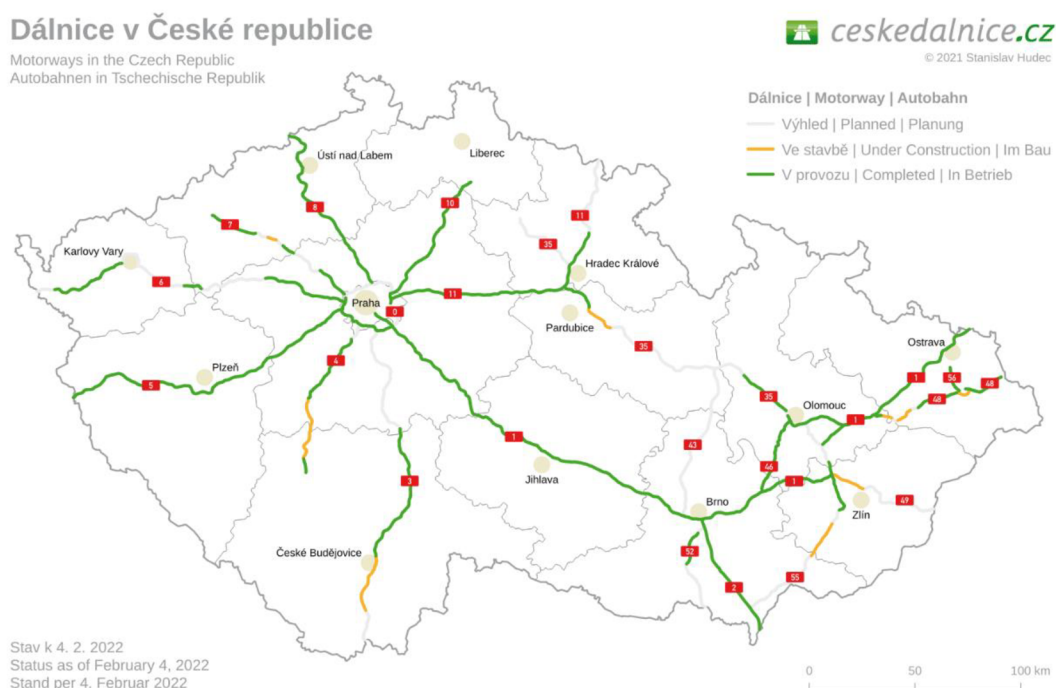 Dálnice v České republice
Motorways in the Czech Republic
Autobahnen in Tschechische Republik
ceskedalnice.cz
© 2021 Stanislav Hudec
Dálnice | Motorway | Autobahn
Výhled | Planned | Planung
Ve stavbě | Under Construction | Im Bau
V provozu | Completed | In Betrieb
Ústí nad Labem
Liberec
10
8
11
7
35
Karlovy Vary
Hradec Králové
6
11
Praha
0
Pardubice
Ostrava
35
4
Plzeň
1
56
48
5
35
48
Olomouc
1
1
43
46
Jihlava
3
1
Brno
49
Zlín
České Budějovice
52
55
2
Stav k 4. 2. 2022
Status as of February 4, 2022
Stand per 4. Februar 2022
0 50 100 km